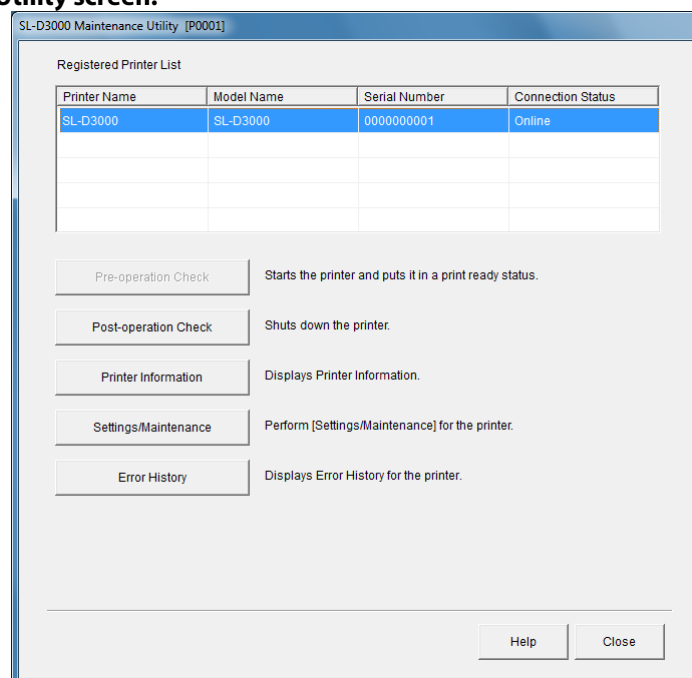 utility screen.
SL-D3000 Maintenance Utility [P0001]
Registered Printer List
Printer Name Model Name Serial Number Connection Status
SL-D3000 SL-D3000 0000000001 Online
Pre-operation Check Starts the printer and puts it in a print ready status.
Post-operation Check Shuts down the printer.
Printer Information Displays Printer Information.
Settings/Maintenance Perform [Settings/Maintenance] for the printer.
Error History Displays Error History for the printer.
Help Close